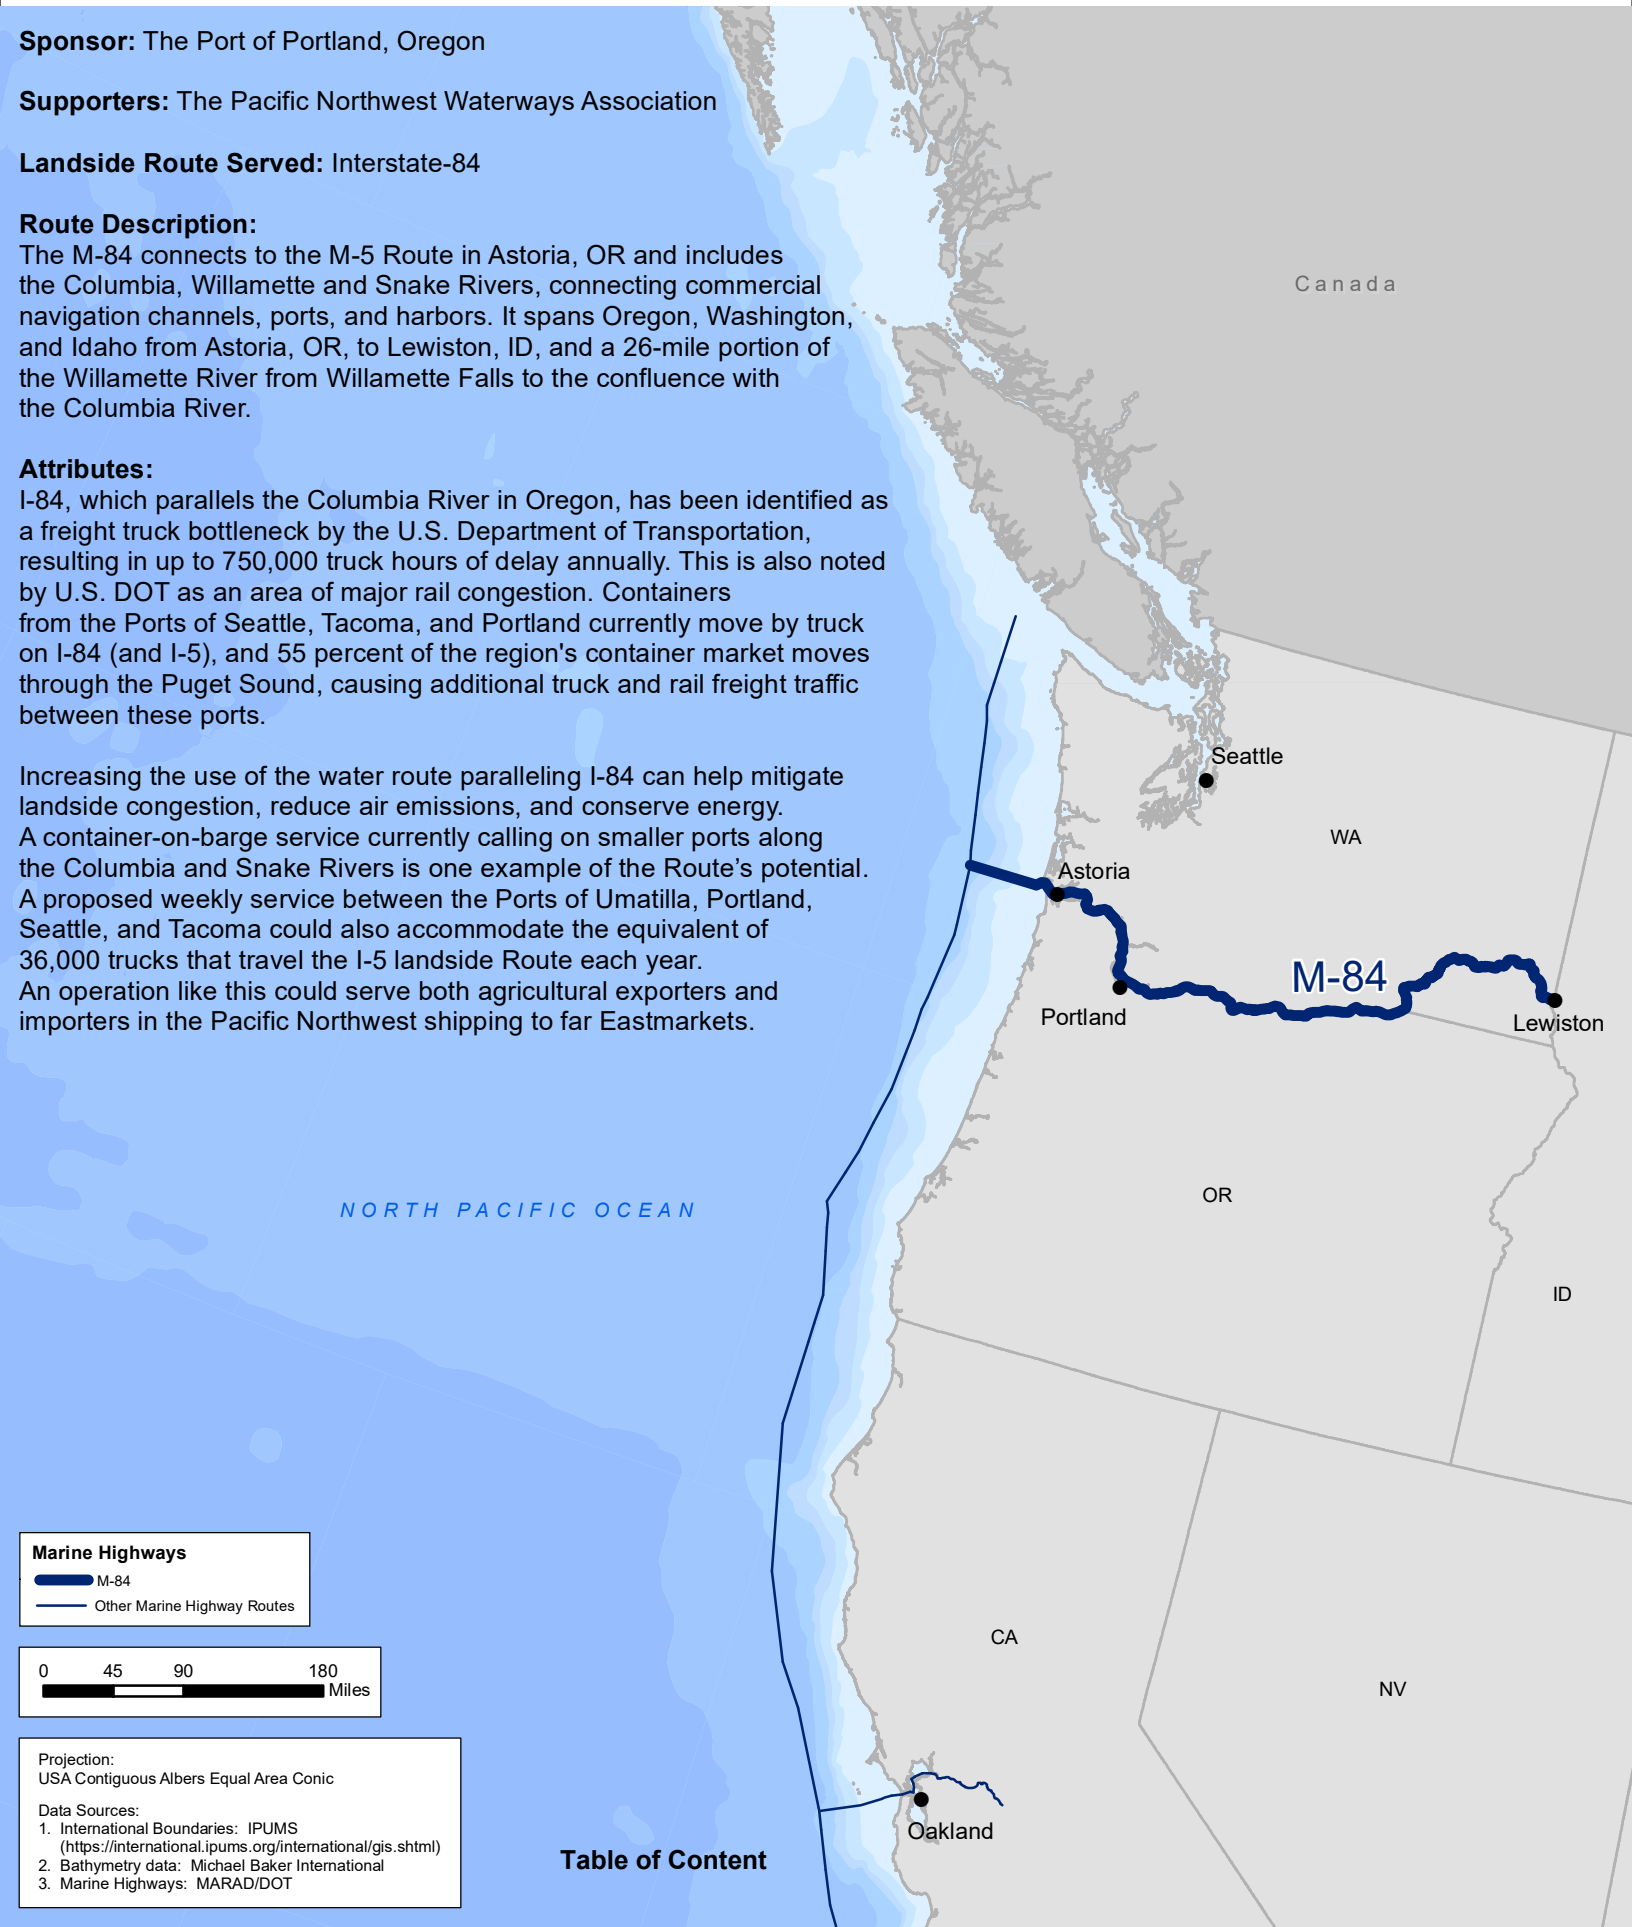 Sponsor: The Port of Portland, Oregon
Supporters: The Pacific Northwest Waterways Association
Landside Route Served: Interstate-84
Route Description:
The M-84 connects to the M-5 Route in Astoria, OR and includes
the Columbia, Willamette and Snake Rivers, connecting commercial
navigation channels, ports, and harbors. It spans Oregon, Washington,
and Idaho from Astoria, OR, to Lewiston, ID, and a 26-mile portion of
the Willamette River from Willamette Falls to the confluence with
the Columbia River.
Attributes:
I-84, which parallels the Columbia River in Oregon, has been identified as
a freight truck bottleneck by the U.S. Department of Transportation,
resulting in up to 750,000 truck hours of delay annually. This is also noted
by U.S. DOT as an area of major rail congestion. Containers
from the Ports of Seattle, Tacoma, and Portland currently move by truck
on I-84 (and I-5), and 55 percent of the region's container market moves
through the Puget Sound, causing additional truck and rail freight traffic
between these ports.
Increasing the use of the water route paralleling I-84 can help mitigate
landside congestion, reduce air emissions, and conserve energy.
A container-on-barge service currently calling on smaller ports along
the Columbia and Snake Rivers is one example of the Route’s potential.
A proposed weekly service between the Ports of Umatilla, Portland,
Seattle, and Tacoma could also accommodate the equivalent of
36,000 trucks that travel the I-5 landside Route each year.
An operation like this could serve both agricultural exporters and
importers in the Pacific Northwest shipping to far Eastmarkets.
Canada
Seattle
WA
Astoria
M-84
Portland
Lewiston
OR
NORTH PACIFIC OCEAN
ID
CA
NV
Oakland
Marine Highways
M-84
Other Marine Highway Routes
0 45 90 180
Miles
Projection:
USA Contiguous Albers Equal Area Conic
Data Sources:
1. International Boundaries: IPUMS
(https://international.ipums.org/international/gis.shtml)
2. Bathymetry data: Michael Baker International
3. Marine Highways: MARAD/DOT
Table of Content